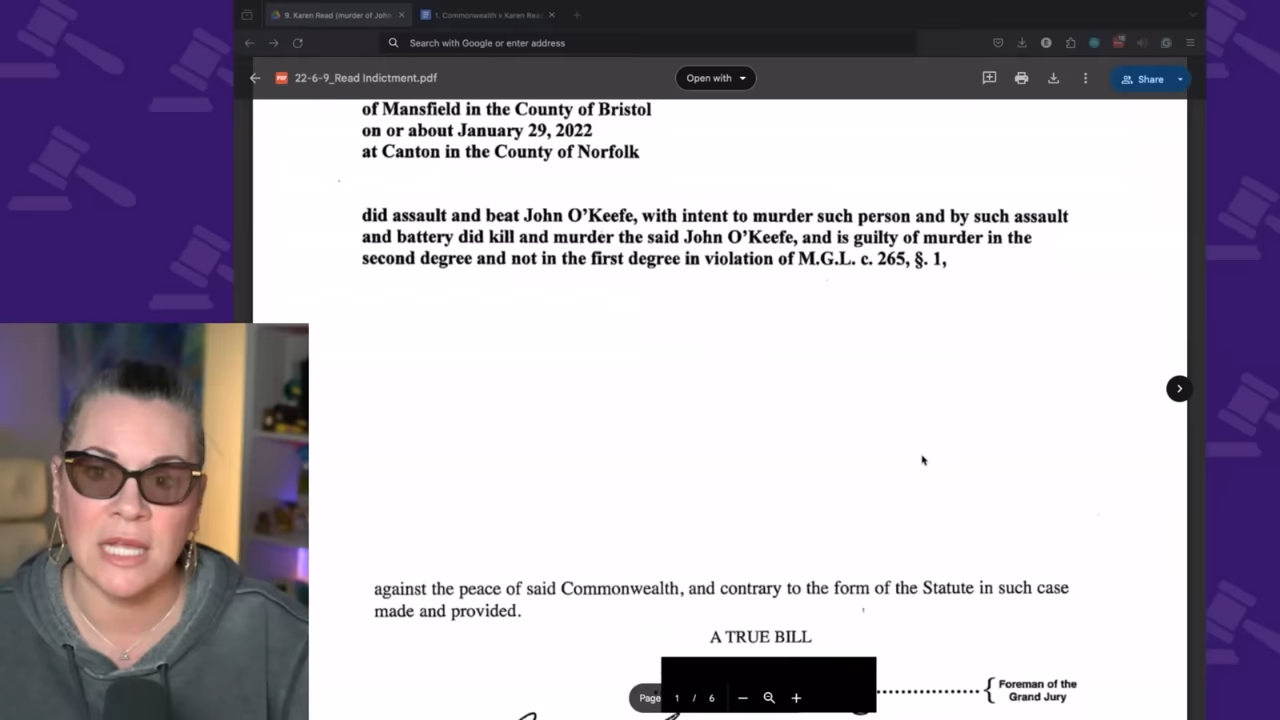 9. Karen Read (murder of John
1. Commonwealth v Karen Rea
Search with Google or enter address
22-6-9_Read Indictment.pdf
Open with
Share
of Mansfield in the County of Bristol
on or about January 29, 2022
at Canton in the County of Norfolk
did assault and beat John O'Keefe, with intent to murder such person and by such assault
and battery did kill and murder the said John O'Keefe, and is guilty of murder in the
second degree and not in the first degree in violation of M.G.L. c. 265, §. 1,
against the peace of said Commonwealth, and contrary to the form of the Statute in such case
made and provided.
A TRUE BILL
Page 1 / 6
Foreman of the
Grand Jury